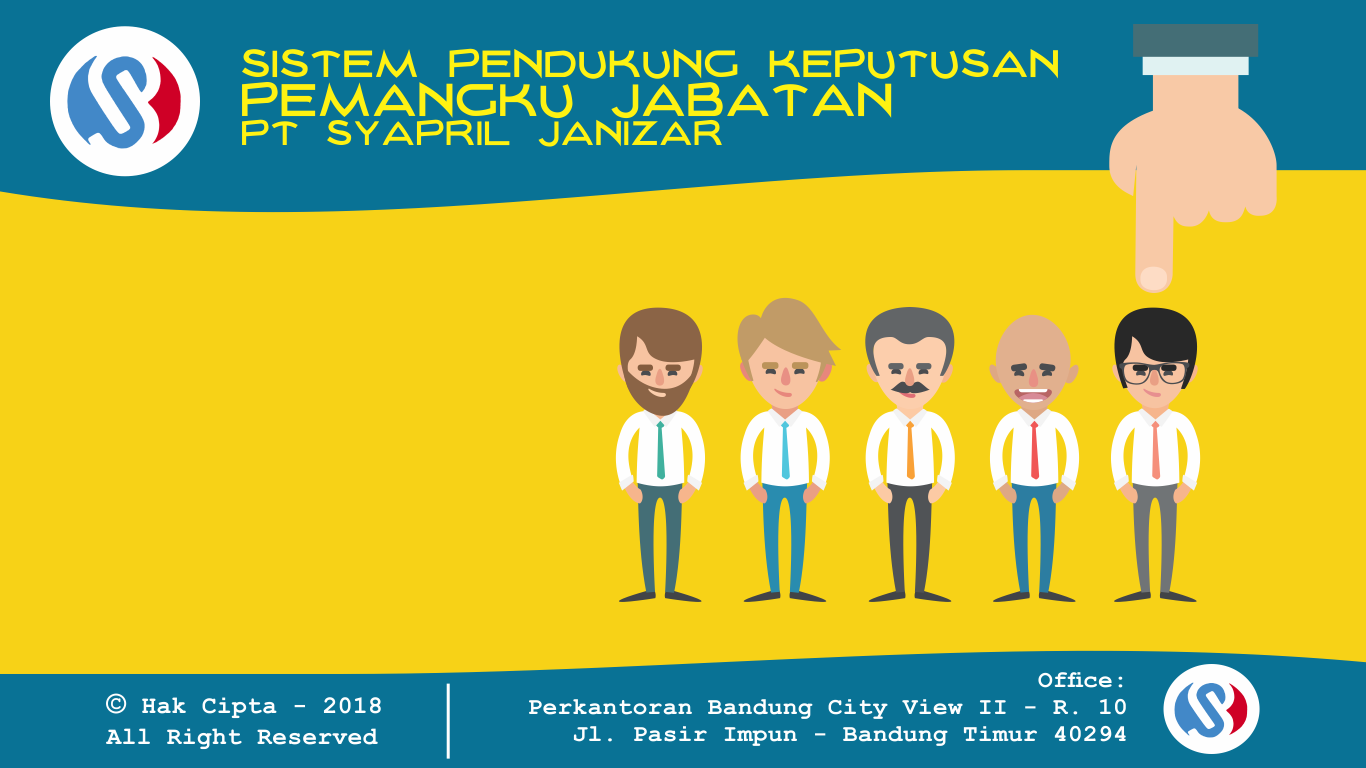 SISTEM PENDUKUNG KEPUTUSAN
PEMANGKU JABATAN
PT SYAPRIL JANIZAR
© Hak Cipta - 2018
All Right Reserved
Office:
Perkantoran Bandung City View II - R. 10
Jl. Pasir Impun - Bandung Timur 40294